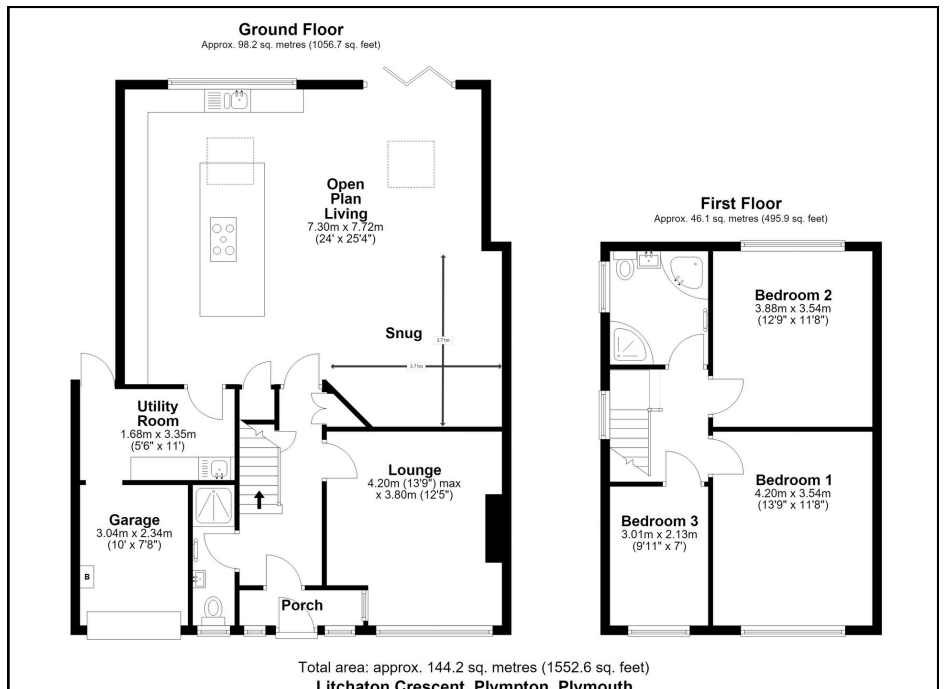 Ground Floor
Approx. 98.2 sq. metres (1056.7 sq. feet)
Open
Plan
Living
7.30m x 7.72m
(24' x 25'4")
Snug
3.71m
3.71m
Utility
Room
1.68m x 3.35m
(5'6" x 11')
Garage
3.04m x 2.34m
(10' x 7'8")
B
Lounge
4.20m (13'9") max
x 3.80m (12'5")
Porch
First Floor
Approx. 46.1 sq. metres (495.9 sq. feet)
Bedroom 2
3.88m x 3.54m
(12'9" x 11'8")
Bedroom 1
4.20m x 3.54m
(13'9" x 11'8")
Bedroom 3
3.01m x 2.13m
(9'11" x 7')
Total area: approx. 144.2 sq. metres (1552.6 sq. feet)
Litchaton Crescent, Plympton, Plymouth